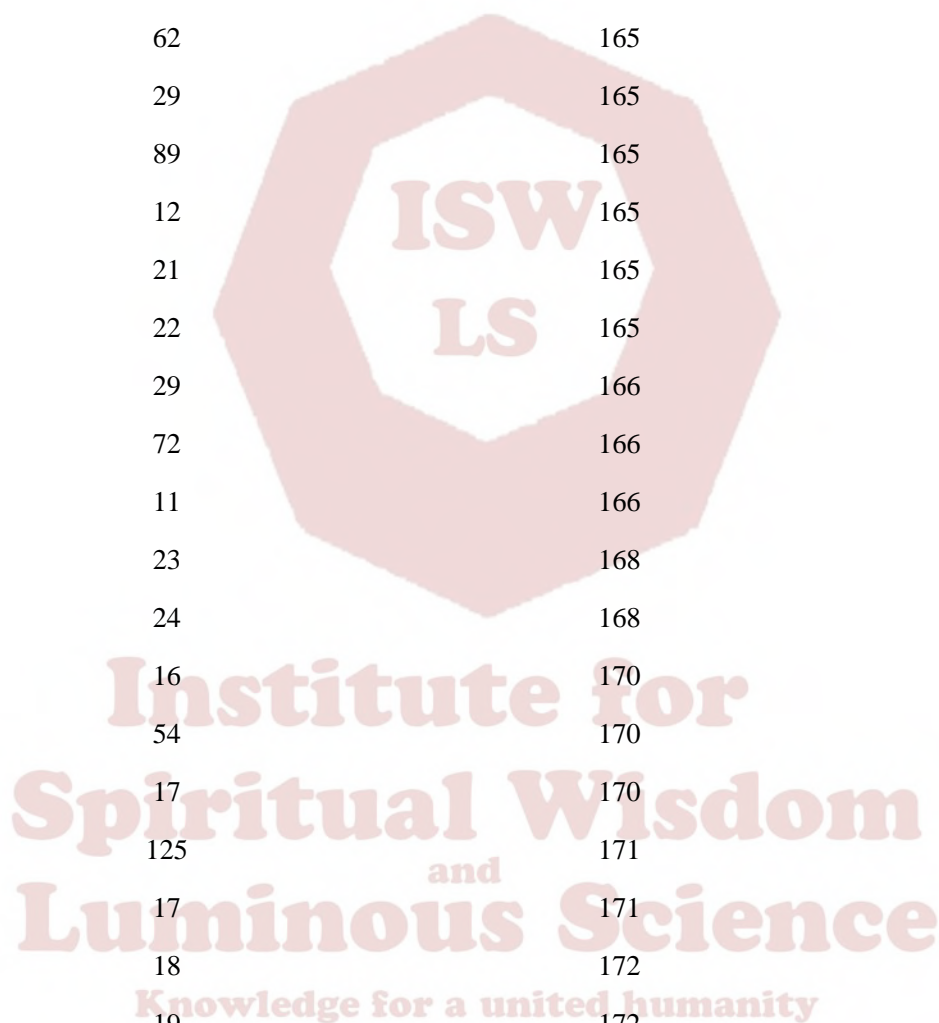 62 165
29 165
89 165
ISW
12 165
21 165
LS
22 165
29 166
72 166
11 166
23 168
24 168
Institute for
16 170
54 170
Spiritual Wisdom
17 170
125 171
and
Luminous Science
17 171
18 172
Knowledge for a united humanity
19 172